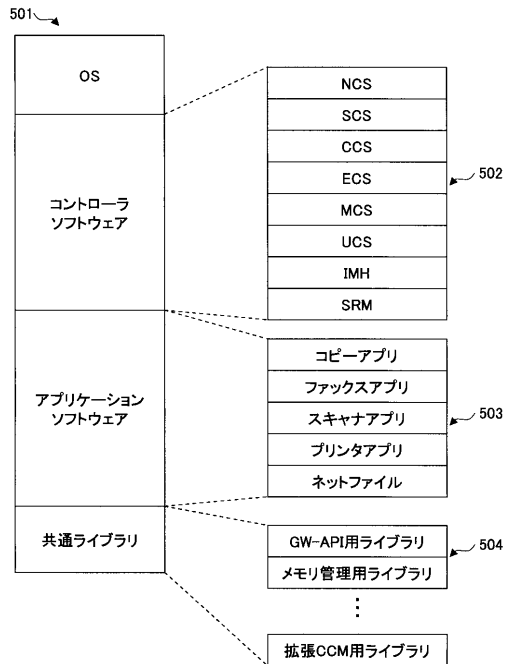 501
OS
コントローラ
ソフトウェア
アプリケーション
ソフトウェア
共通ライブラリ
NCS
SCS
CCS
ECS
MCS
UCS
IMH
SRM
502
コピーアプリ
ファックスアプリ
スキャナアプリ
プリンタアプリ
ネットファイル
503
GW-API用ライブラリ
メモリ管理用ライブラリ
⋮
拡張CCM用ライブラリ
504